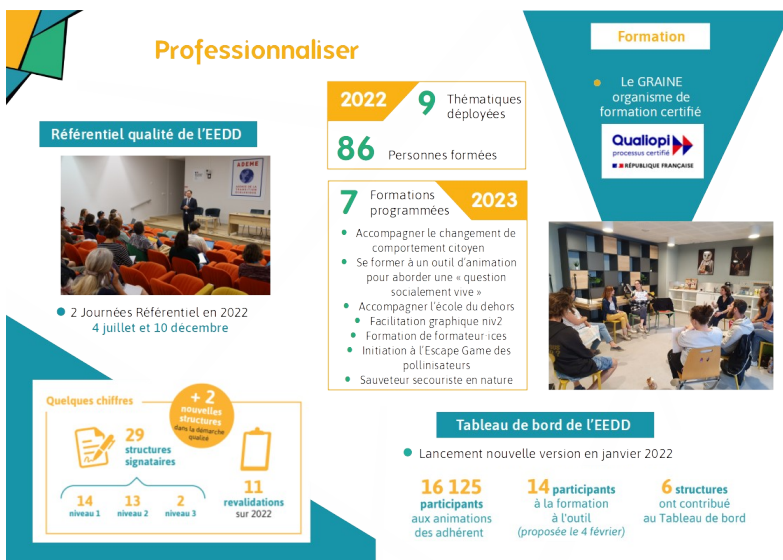 Professionnaliser
Référentiel qualité de l'EEDD
ADEME
2 Journées Référentiel en 2022
4 juillet et 10 décembre
Quelques chiffres
+ 2
nouvelles
structures
dans la démarche
qualité
29
structures
signataires
14
niveau 1
13
niveau 2
2
niveau 3
11
revalidations
sur 2022
2022
9 Thématiques
déployées
86 Personnes formées
7 Formations
programmées
2023
Accompagner le changement de
comportement citoyen
Se former à un outil d'animation
pour aborder une « question
socialement vive »
Accompagner l'école du dehors
Facilitation graphique niv2
Formation de formateur·ices
Initiation à l'Escape Game des
pollinisateurs
Sauveteur secouriste en nature
Formation
Le GRAINE
organisme de
formation certifié
Qualiopi
processus certifié
RÉPUBLIQUE FRANÇAISE
Tableau de bord de l'EEDD
Lancement nouvelle version en janvier 2022
16 125
participants
aux animations
des adhérent
14 participants
à la formation
à l'outil
(proposée le 4 février)
6 structures
ont contribué
au Tableau de bord